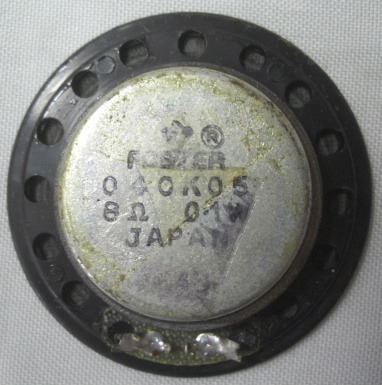 ®
FOSTER
040K05
8Ω 0.1W
JAPAN